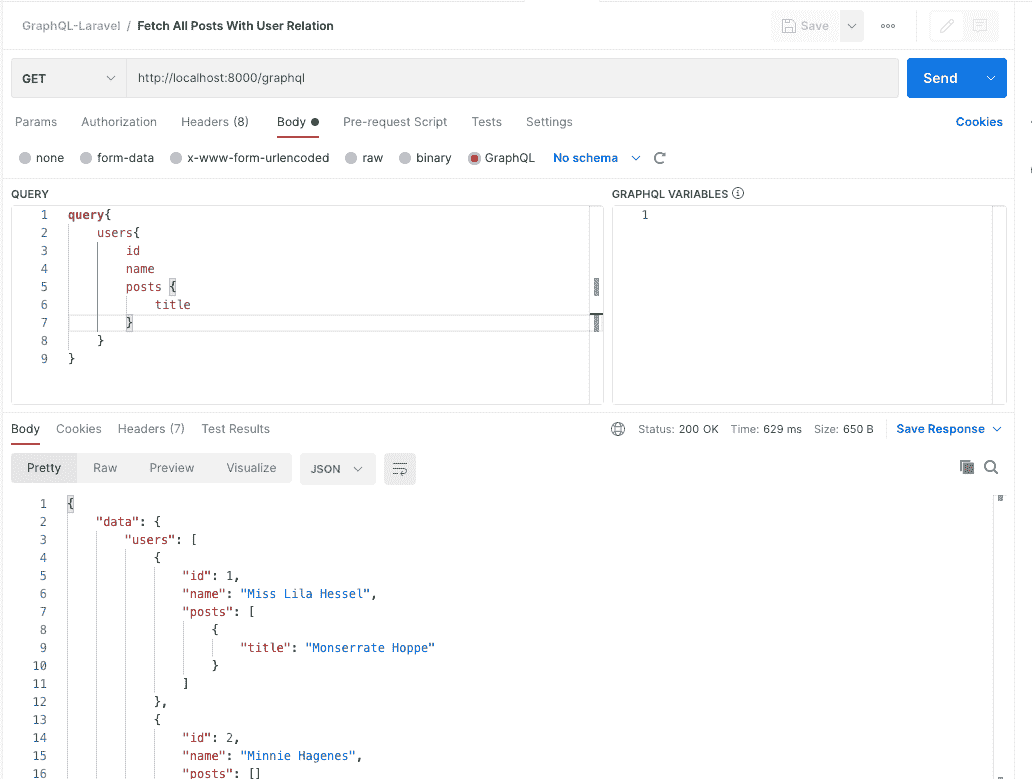 GraphQL-Laravel / Fetch All Posts With User Relation
Save
GET http://localhost:8000/graphql Send
Params Authorization Headers (8) Body Pre-request Script Tests Settings Cookies
none form-data x-www-form-urlencoded raw binary GraphQL No schema
QUERY
1 query{
2 users{
3 id
4 name
5 posts {
6 title
7 }
8 }
9 }
GRAPHQL VARIABLES
1
Body Cookies Headers (7) Test Results Status: 200 OK Time: 629 ms Size: 650 B Save Response
Pretty Raw Preview Visualize JSON
1 {
2 "data": {
3 "users": [
4 {
5 "id": 1,
6 "name": "Miss Lila Hessel",
7 "posts": [
8 {
9 "title": "Monserrate Hoppe"
10 }
11 ]
12 },
13 {
14 "id": 2,
15 "name": "Minnie Hagenes",
16 "posts": []